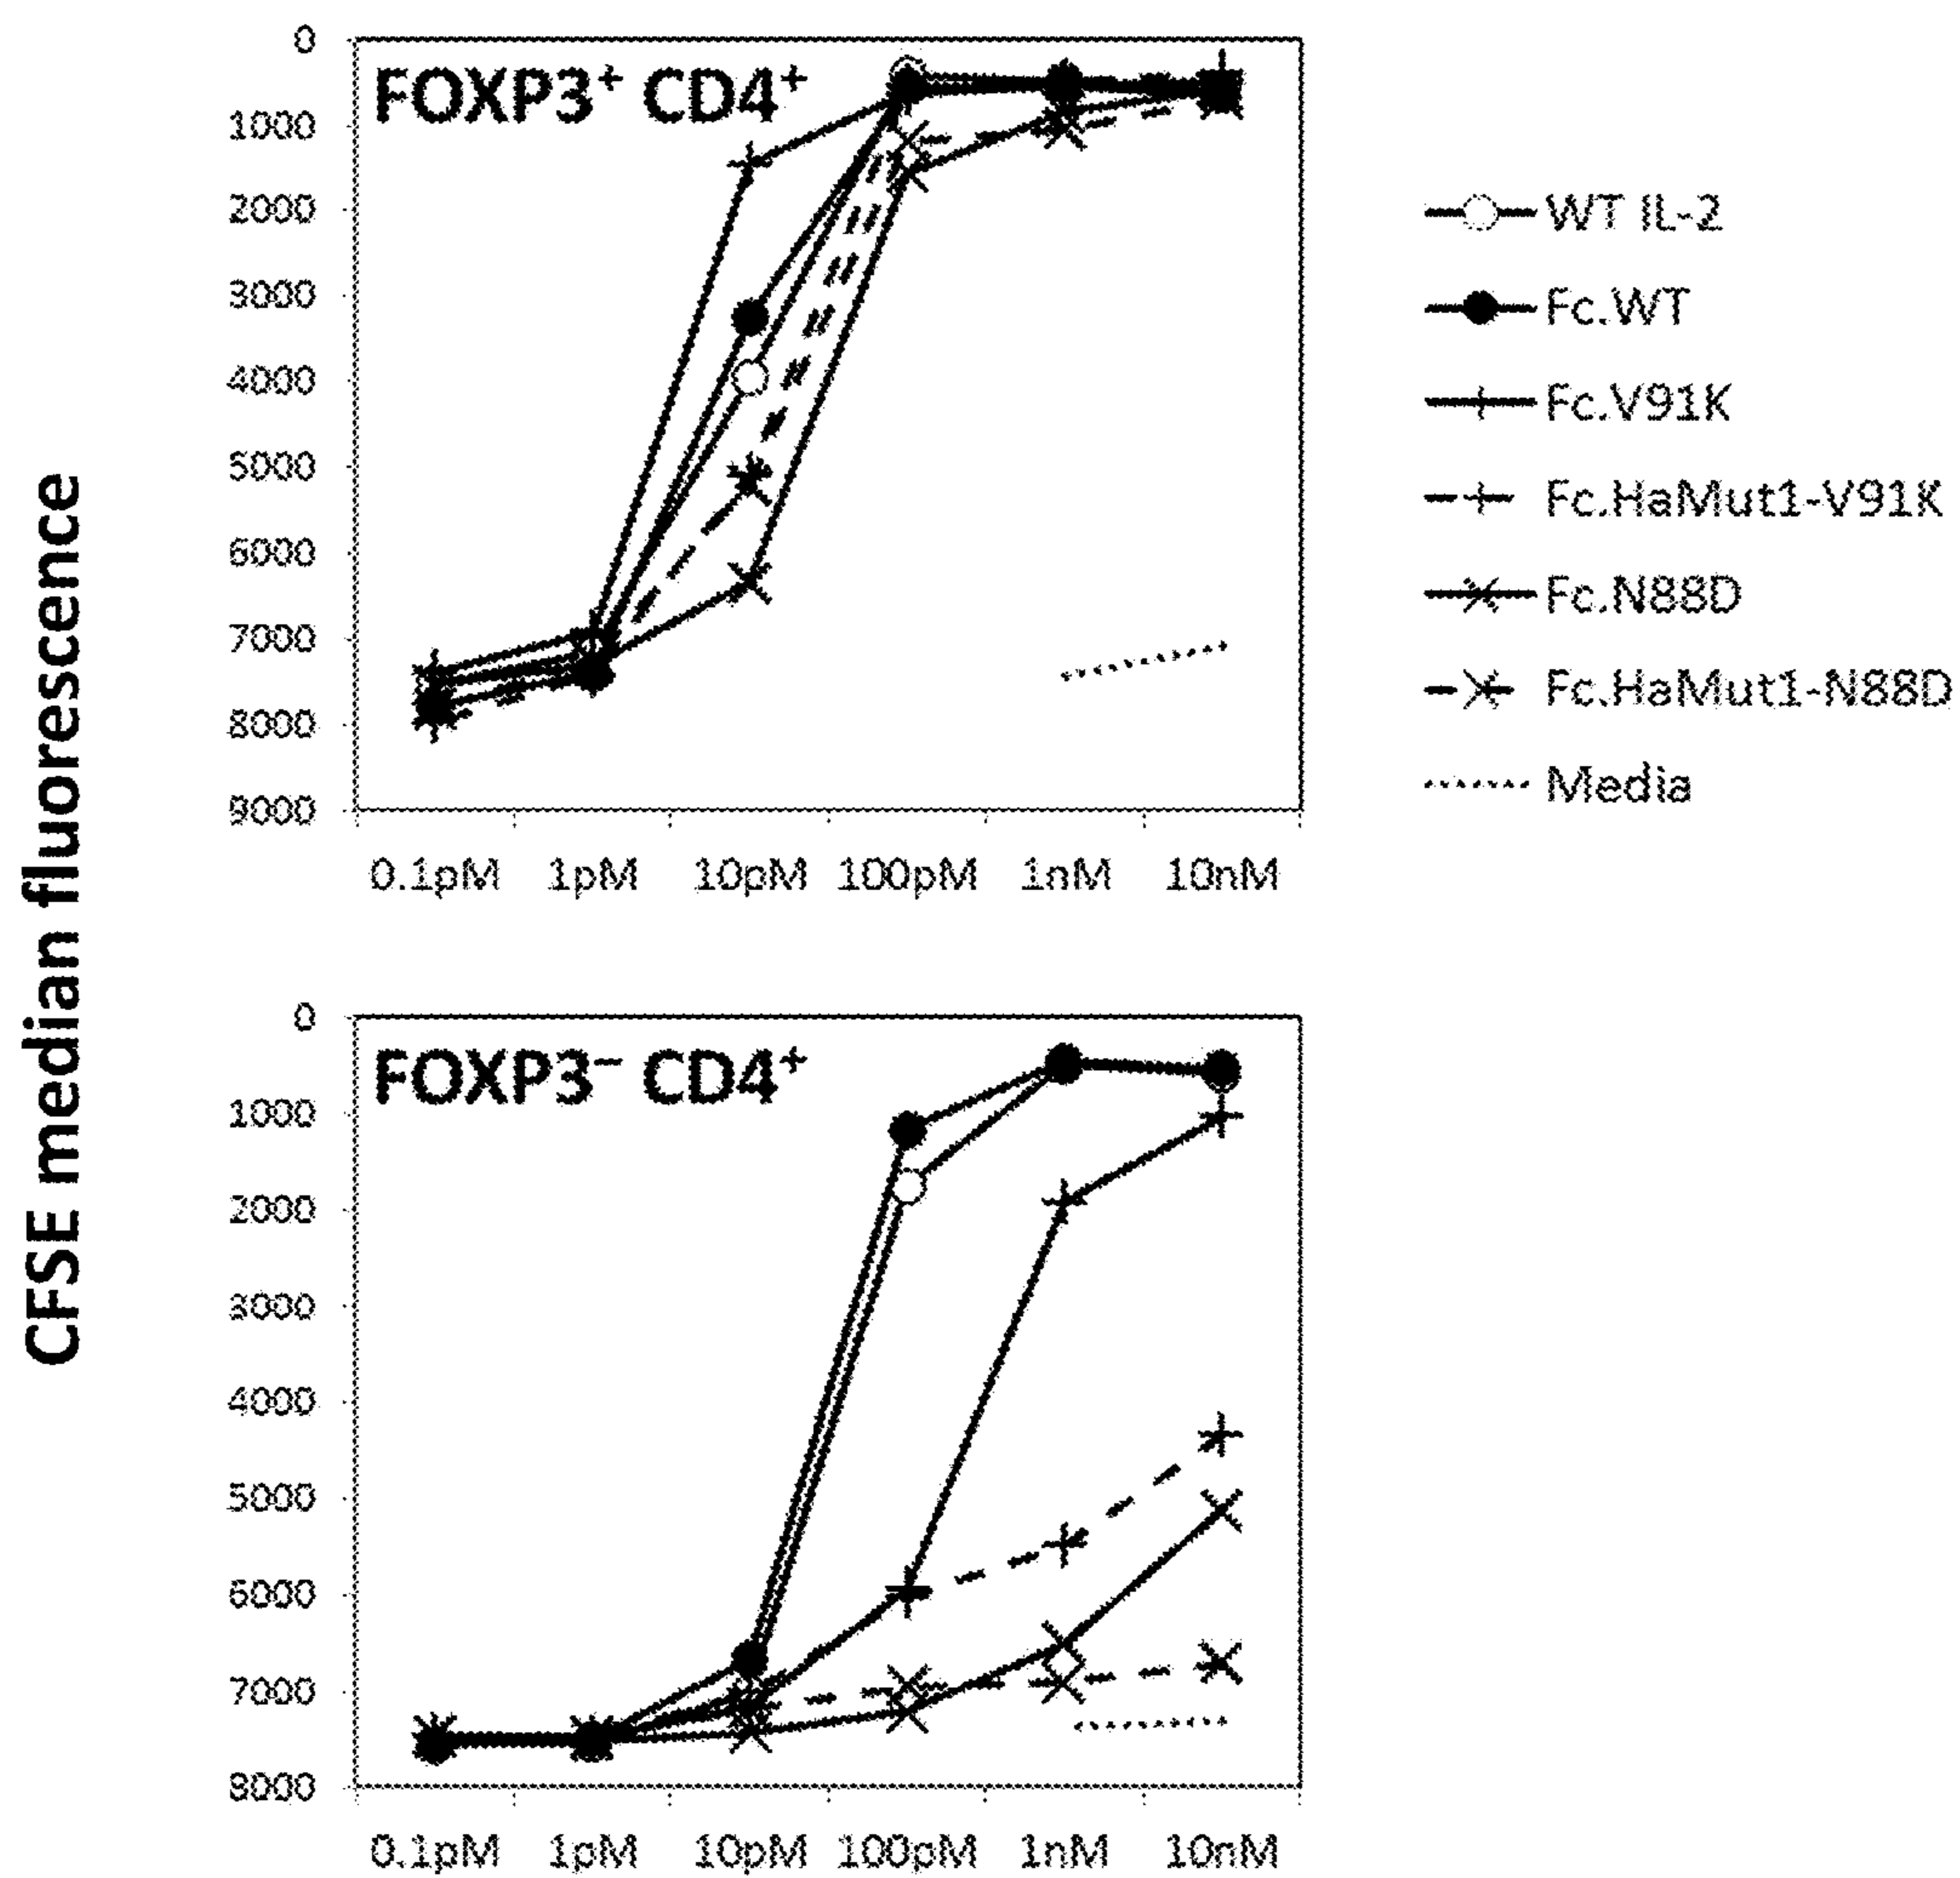 CFSE median fluorescence
FOXP3⁺ CD4⁺
0
1000
2000
3000
4000
5000
6000
7000
8000
9000
0.1pM 1pM 10pM 100pM 1nM 10nM
WT IL-2
Fc.WT
Fc.V91K
Fc.HaMut1-V91K
Fc.N88D
Fc.HaMut1-N88D
Media
FOXP3⁻ CD4⁺
0
1000
2000
3000
4000
5000
6000
7000
8000
0.1pM 1pM 10pM 100pM 1nM 10nM